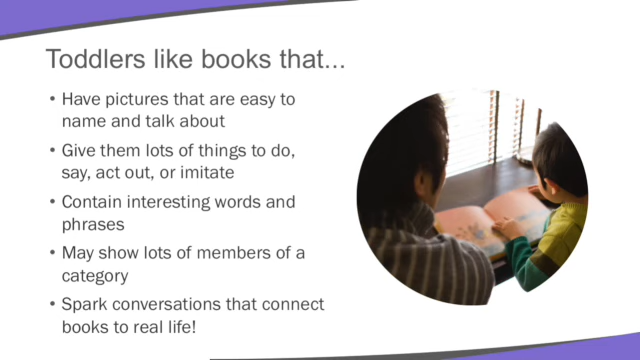 Toddlers like books that...
• Have pictures that are easy to
name and talk about
• Give them lots of things to do,
say, act out, or imitate
• Contain interesting words and
phrases
• May show lots of members of a
category
• Spark conversations that connect
books to real life!